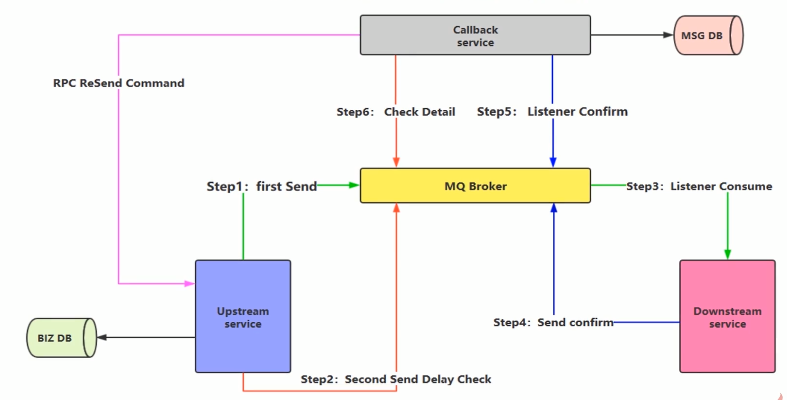 Callback
service
MSG DB
RPC ReSend Command
Step6： Check Detail
Step5： Listener Confirm
Step1：first Send
MQ Broker
Step3：Listener Consume
Upstream
service
Downstream
service
Step4：Send confirm
BIZ DB
Step2：Second Send Delay Check